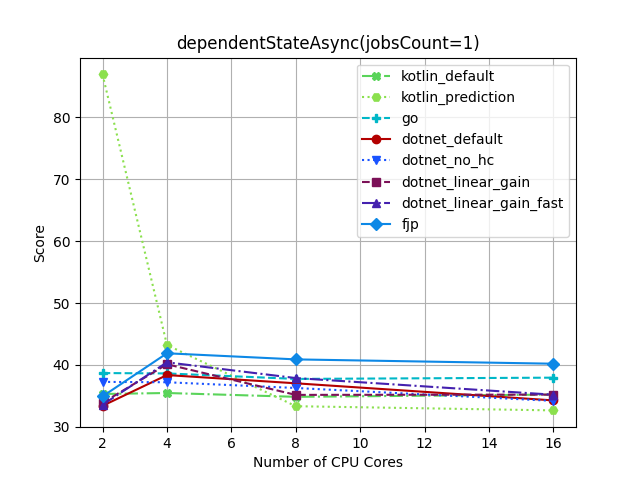 dependentStateAsync(jobsCount=1)
kotlin_default
kotlin_prediction
go
dotnet_default
dotnet_no_hc
dotnet_linear_gain
dotnet_linear_gain_fast
fjp
Score
80
70
60
50
40
30
2 4 6 8 10 12 14 16
Number of CPU Cores